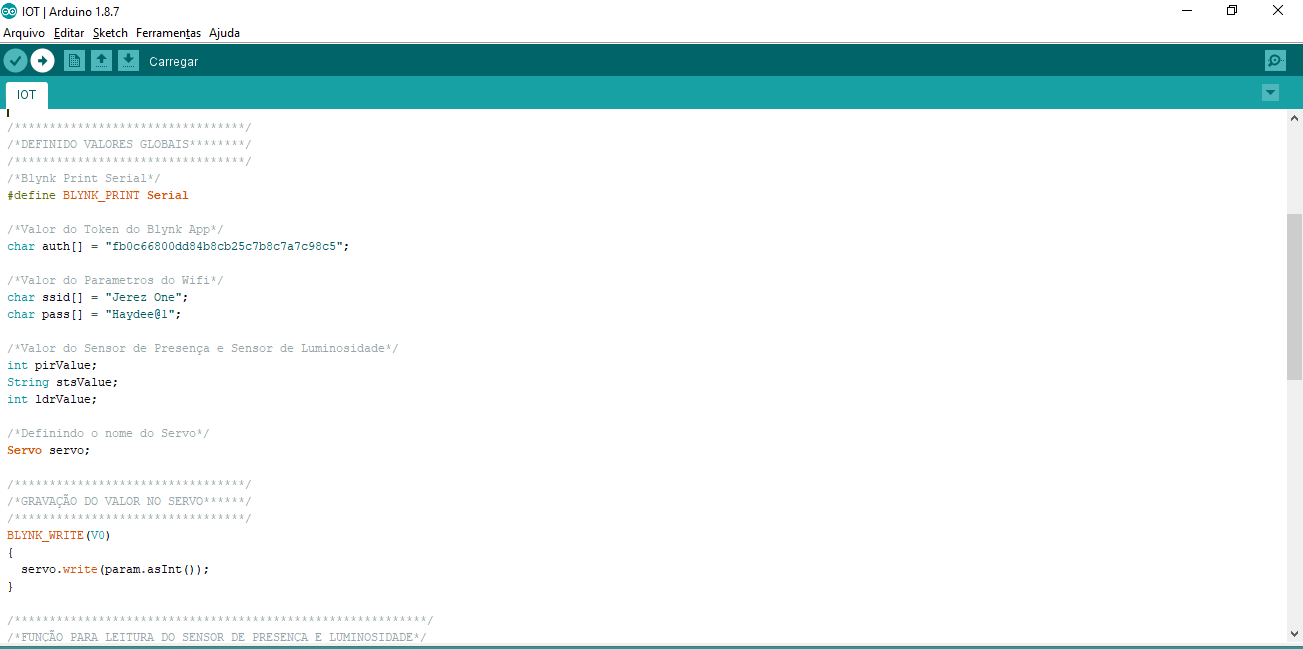 IOT | Arduino 1.8.7
Arquivo Editar Sketch Ferramentas Ajuda
Carregar
IOT
/*********************************/
/*DEFINIDO VALORES GLOBAIS********/
/*********************************/
/*Blynk Print Serial*/
#define BLYNK_PRINT Serial
/*Valor do Token do Blynk App*/
char auth[] = "fb0c66800dd84b8cb25c7b8c7a7c98c5";
/*Valor do Parametros do Wifi*/
char ssid[] = "Jerez One";
char pass[] = "Haydee@1";
/*Valor do Sensor de Presença e Sensor de Luminosidade*/
int pirValue;
String stsValue;
int ldrValue;
/*Definindo o nome do Servo*/
Servo servo;
/*********************************/
/*GRAVAÇÃO DO VALOR NO SERVO******/
/*********************************/
BLYNK_WRITE(V0)
{
  servo.write(param.asInt());
}
/***********************************************************/
/*FUNÇÃO PARA LEITURA DO SENSOR DE PRESENÇA E LUMINOSIDADE*/